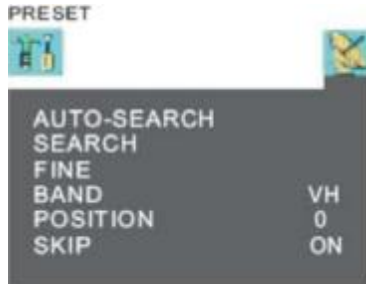 PRESET
AUTO-SEARCH
SEARCH
FINE
BAND VH
POSITION 0
SKIP ON